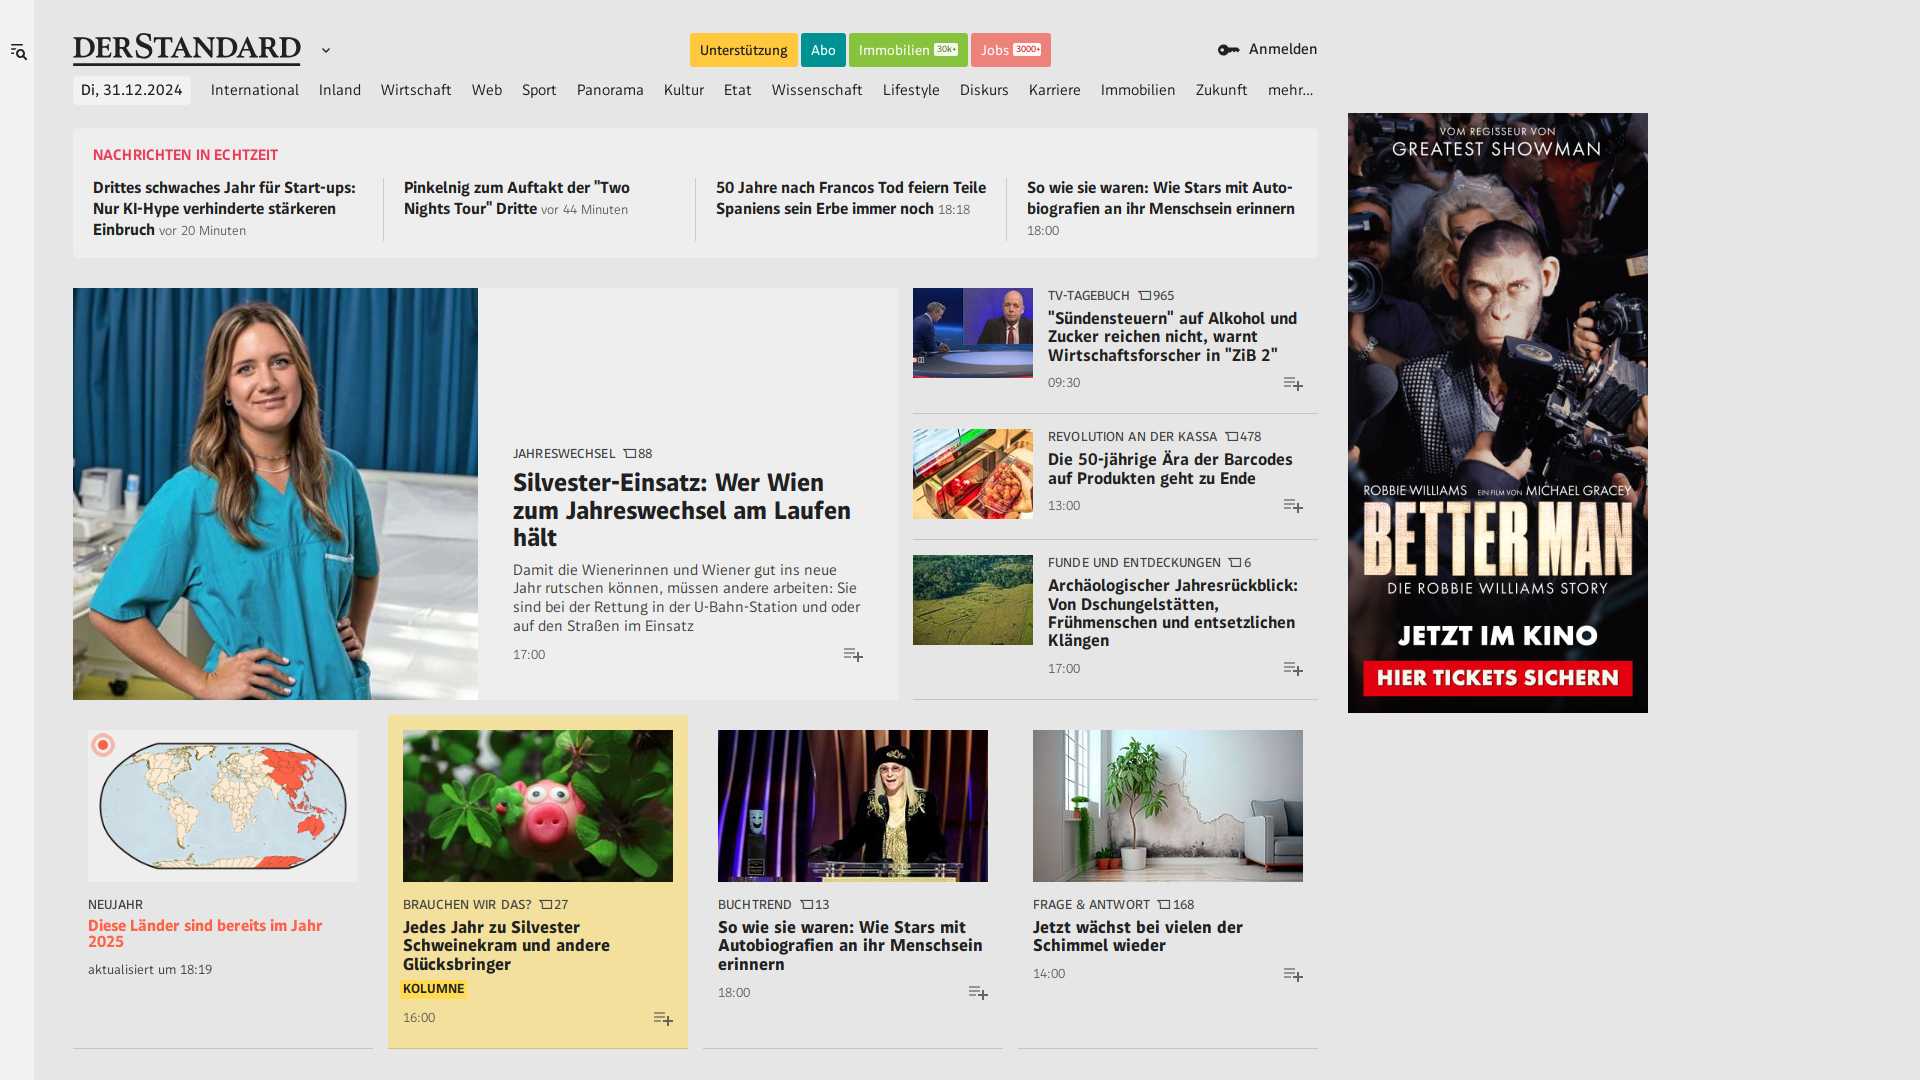 DERSTANDARD
Unterstützung
Abo
Immobilien 30k+
Jobs 3000+
Anmelden
Di, 31.12.2024
International
Inland
Wirtschaft
Web
Sport
Panorama
Kultur
Etat
Wissenschaft
Lifestyle
Diskurs
Karriere
Immobilien
Zukunft
mehr...
NACHRICHTEN IN ECHTZEIT
Drittes schwaches Jahr für Start-ups:
Nur KI-Hype verhinderte stärkeren
Einbruch vor 20 Minuten
Pinkelnig zum Auftakt der "Two
Nights Tour" Dritte vor 44 Minuten
50 Jahre nach Francos Tod feiern Teile
Spaniens sein Erbe immer noch 18:18
So wie sie waren: Wie Stars mit Auto-
biografien an ihr Menschsein erinnern
18:00
JAHRESWECHSEL 88
Silvester-Einsatz: Wer Wien
zum Jahreswechsel am Laufen
hält
Damit die Wienerinnen und Wiener gut ins neue
Jahr rutschen können, müssen andere arbeiten: Sie
sind bei der Rettung in der U-Bahn-Station und oder
auf den Straßen im Einsatz
17:00
TV-TAGEBUCH 965
"Sündensteuern" auf Alkohol und
Zucker reichen nicht, warnt
Wirtschaftsforscher in "ZiB 2"
09:30
REVOLUTION AN DER KASSA 478
Die 50-jährige Ära der Barcodes
auf Produkten geht zu Ende
13:00
FUNDE UND ENTDECKUNGEN 6
Archäologischer Jahresrückblick:
Von Dschungelstätten,
Frühmenschen und entsetzlichen
Klängen
17:00
VOM REGISSEUR VON
GREATEST SHOWMAN
ROBBIE WILLIAMS EIN FILM VON MICHAEL GRACEY
BETTER MAN
DIE ROBBIE WILLIAMS STORY
JETZT IM KINO
HIER TICKETS SICHERN
NEUJAHR
Diese Länder sind bereits im Jahr
2025
aktualisiert um 18:19
BRAUCHEN WIR DAS? 27
Jedes Jahr zu Silvester
Schweinekram und andere
Glücksbringer
KOLUMNE
16:00
BUCHTREND 13
So wie sie waren: Wie Stars mit
Autobiografien an ihr Menschsein
erinnern
18:00
FRAGE & ANTWORT 168
Jetzt wächst bei vielen der
Schimmel wieder
14:00